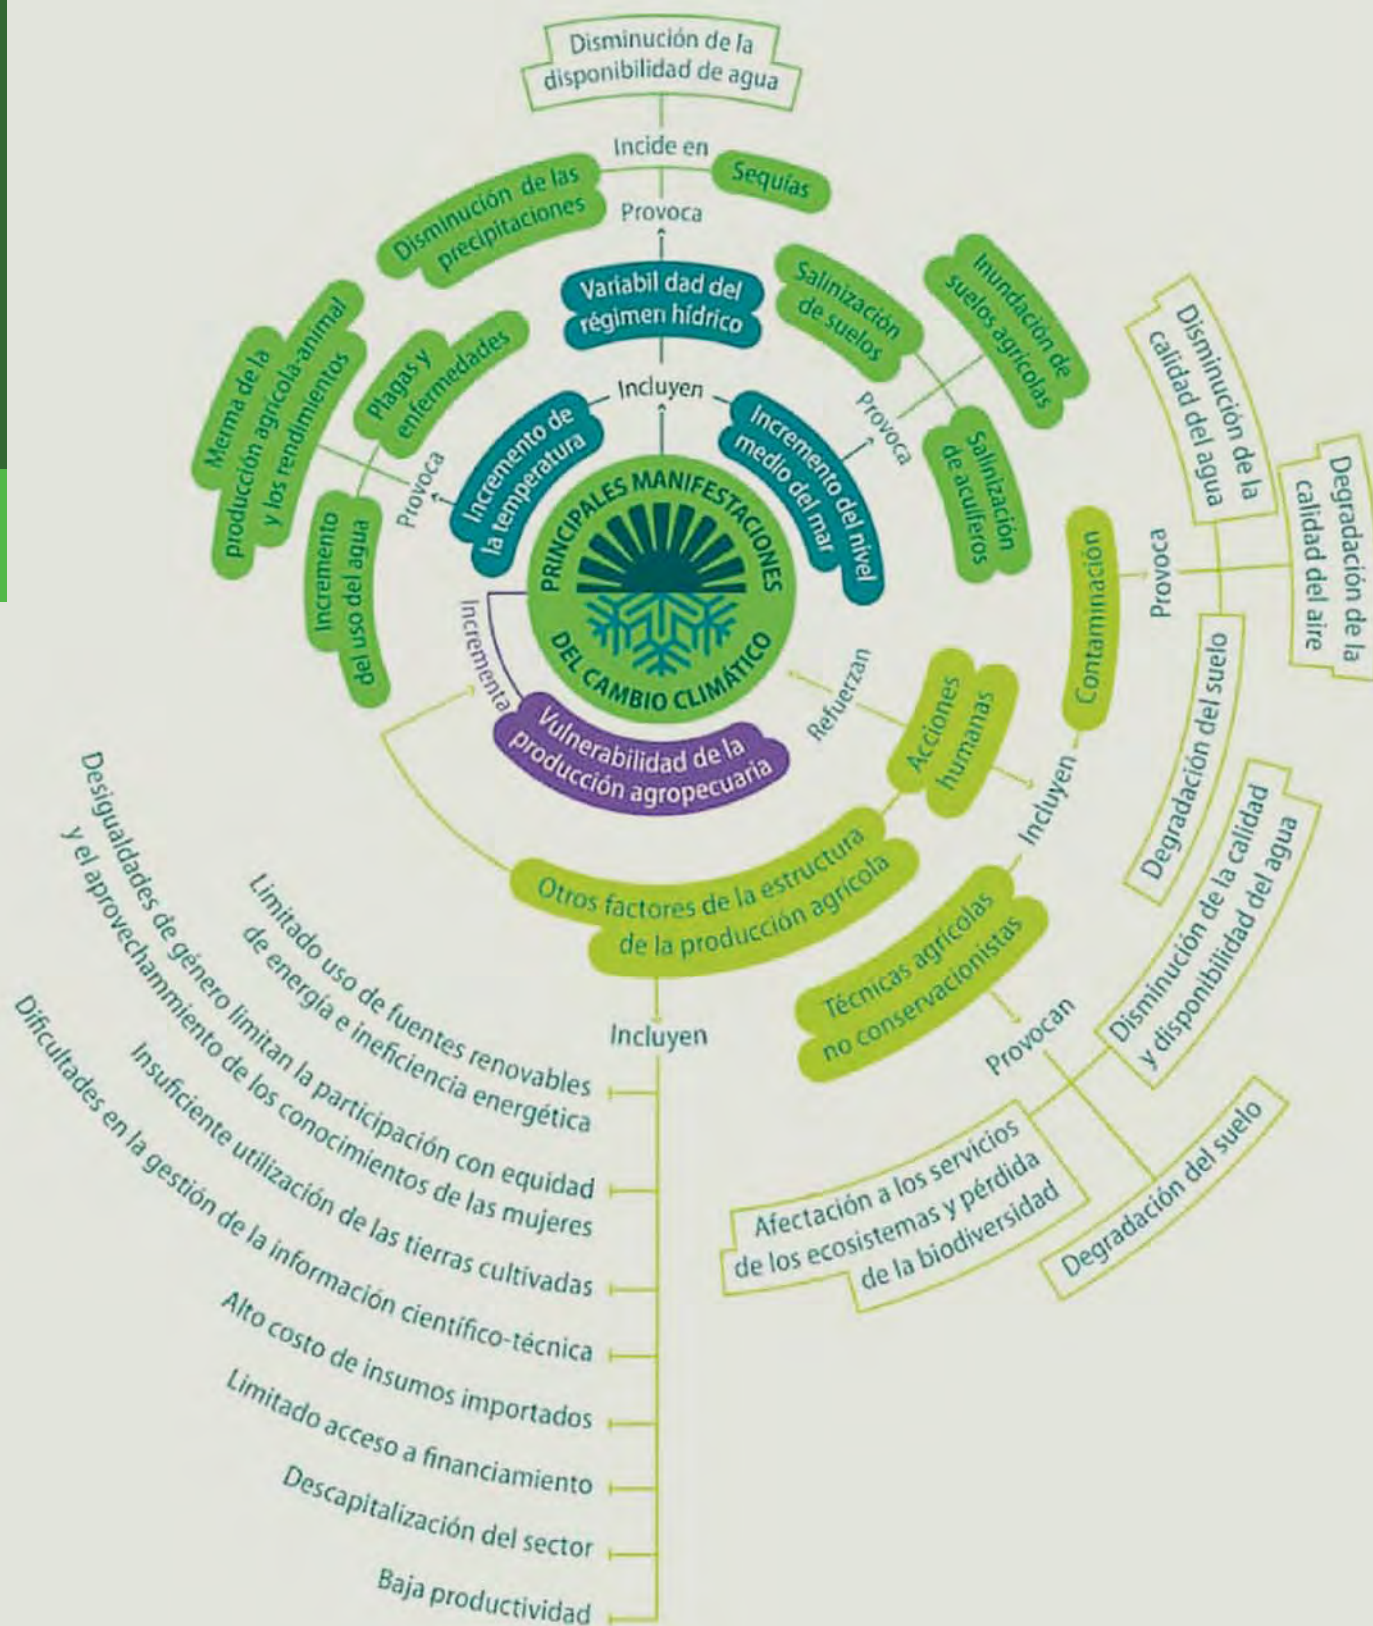 Disminución de la
disponibilidad de agua
Incide en
Disminución de las
precipitaciones
Sequías
Provoca
Variabil dad del
régimen hídrico
Incluyen
Incremento de
la temperatura
Provoca
Plagas y
enfermedades
Merma de la
producción agrícola-animal
y los rendimientos
Incremento
del uso del agua
Incremento del nivel
medio del mar
Provoca
Salinización
de suelos
Inundación de
suelos agrícolas
Salinización
de acuíferos
PRINCIPALES MANIFESTACIONES
DEL CAMBIO CLIMÁTICO
Incrementa
Vulnerabilidad de la
producción agropecuaria
Refuerzan
Acciones
humanas
Incluyen
Contaminación
Provoca
Disminución de la
calidad del agua
Degradación de la
calidad del aire
Degradación del suelo
Técnicas agrícolas
no conservacionistas
Provocan
Disminución de la calidad
y disponibilidad del agua
Degradación del suelo
Afectación a los servicios
de los ecosistemas y pérdida
de la biodiversidad
Otros factores de la estructura
de la producción agrícola
Incluyen
Limitado uso de fuentes renovables
de energía e ineficiencia energética
Desigualdades de género limitan la participación con equidad
y el aprovechammiento de los conocimientos de las mujeres
Insuficiente utilización de las tierras cultivadas
Dificultades en la gestión de la información científico-técnica
Alto costo de insumos importados
Limitado acceso a financiamiento
Descapitalización del sector
Baja productividad